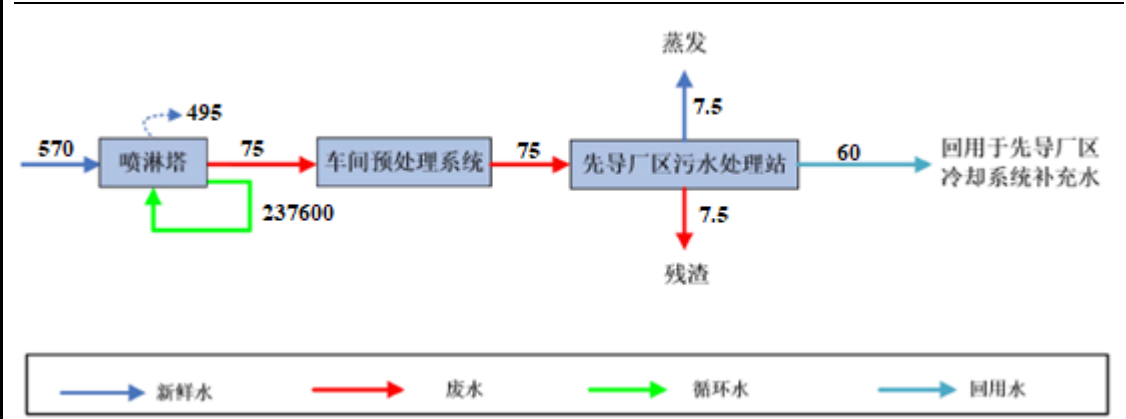 蒸发
7.5
495
570
喷淋塔
75
车间预处理系统
75
先导厂区污水处理站
60
回用于先导厂区
冷却系统补充水
237600
7.5
残渣
新鲜水
废水
循环水
回用水